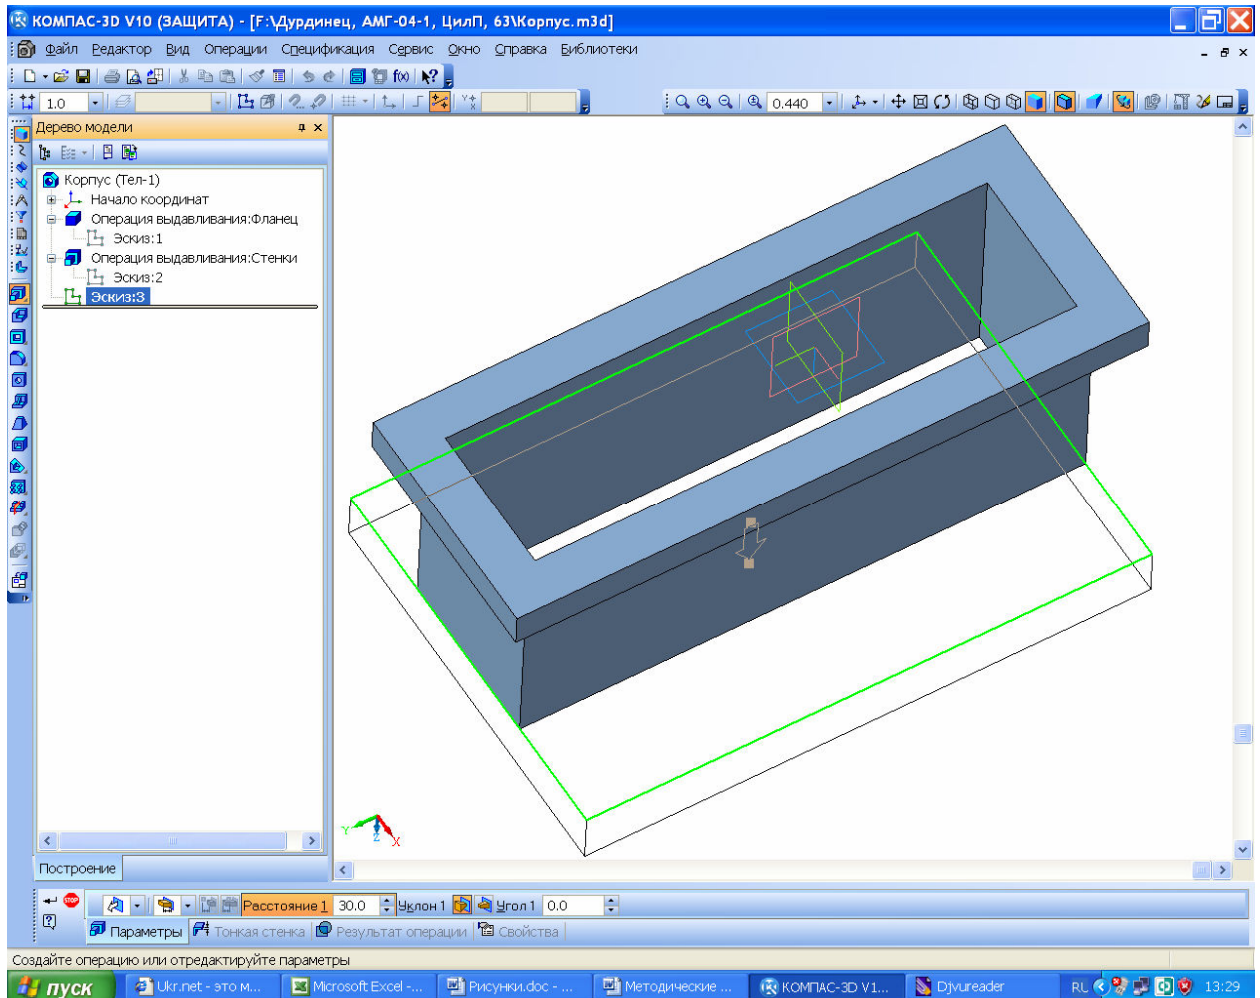 КОМПАС-3D V10 (ЗАЩИТА) - [F:\Дурдинец, АМГ-04-1, ЦилП, 63\Корпус.m3d]
Файл Редактор Вид Операции Спецификация Сервис Окно Справка Библиотеки
1.0 0.440
Дерево модели
Корпус (Тел-1)
Начало координат
Операция выдавливания:Фланец
Эскиз:1
Операция выдавливания:Стенки
Эскиз:2
Эскиз:3
Y Z X
Построение
STOP Расстояние 1 30.0 Уклон 1 Угол 1 0.0
Параметры Тонкая стенка Результат операции Свойства
Создайте операцию или отредактируйте параметры
пуск Ukr.net - это м... Microsoft Excel -... Рисунки.doc - ... Методические ... КОМПАС-3D V1... Djvureader RU 13:29